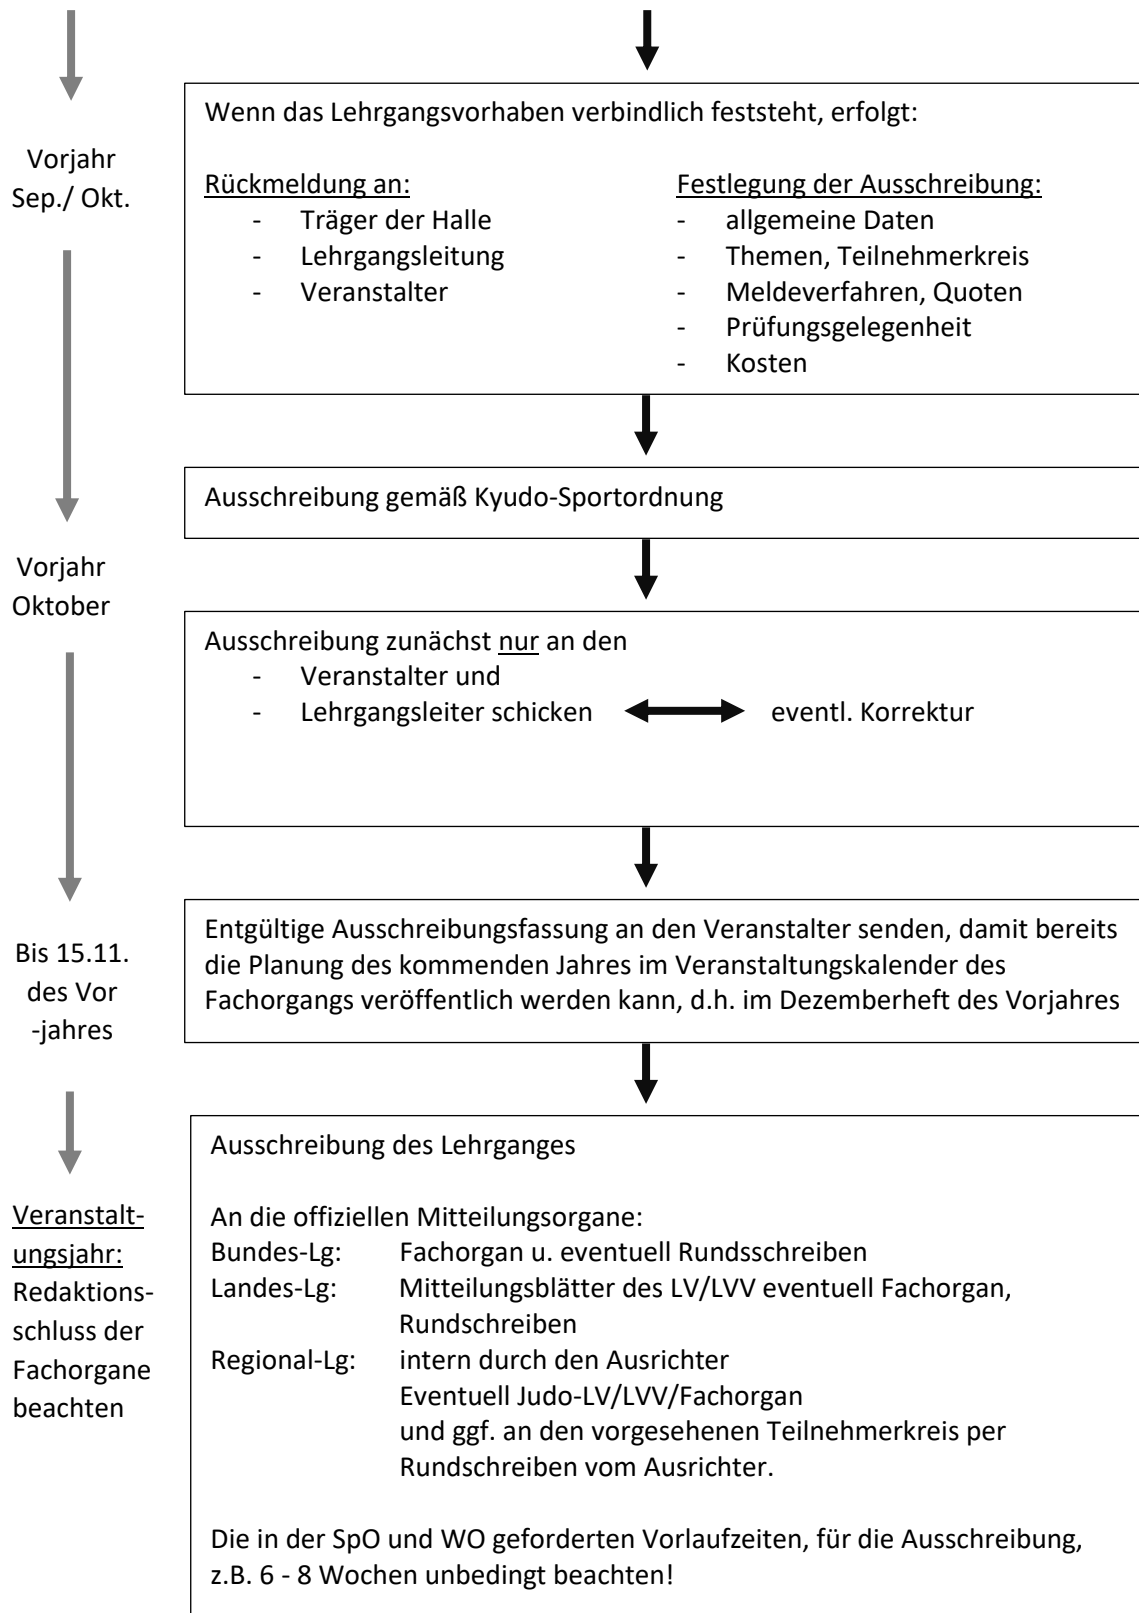 Wenn das Lehrgangsvorhaben verbindlich feststeht, erfolgt:
Vorjahr
Sep./ Okt.
Rückmeldung an:
- Träger der Halle
- Lehrgangsleitung
- Veranstalter
Festlegung der Ausschreibung:
- allgemeine Daten
- Themen, Teilnehmerkreis
- Meldeverfahren, Quoten
- Prüfungsgelegenheit
- Kosten
Ausschreibung gemäß Kyudo-Sportordnung
Vorjahr
Oktober
Ausschreibung zunächst nur an den
- Veranstalter und
- Lehrgangsleiter schicken eventl. Korrektur
Bis 15.11.
des Vor
-jahres
Entgültige Ausschreibungsfassung an den Veranstalter senden, damit bereits
die Planung des kommenden Jahres im Veranstaltungskalender des
Fachorgangs veröffentlich werden kann, d.h. im Dezemberheft des Vorjahres
Veranstalt-
ungsjahr:
Redaktions-
schluss der
Fachorgane
beachten
Ausschreibung des Lehrganges
An die offiziellen Mitteilungsorgane:
Bundes-Lg: Fachorgan u. eventuell Rundsschreiben
Landes-Lg: Mitteilungsblätter des LV/LVV eventuell Fachorgan,
Rundschreiben
Regional-Lg: intern durch den Ausrichter
Eventuell Judo-LV/LVV/Fachorgan
und ggf. an den vorgesehenen Teilnehmerkreis per
Rundschreiben vom Ausrichter.
Die in der SpO und WO geforderten Vorlaufzeiten, für die Ausschreibung,
z.B. 6 - 8 Wochen unbedingt beachten!